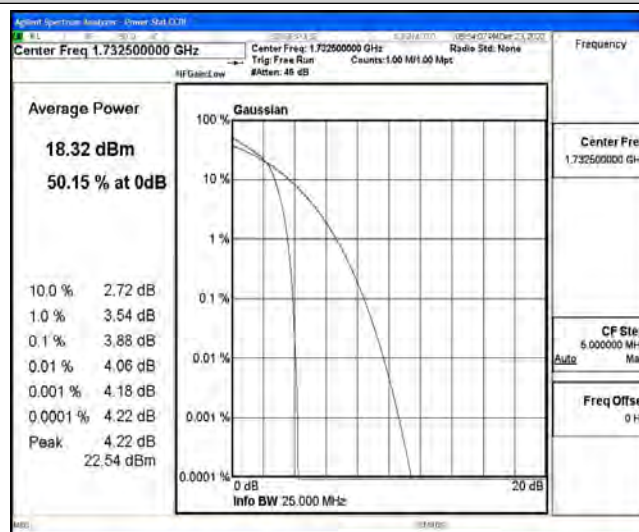 Agilent Spectrum Analyzer - Power Stat CCDF
Center Freq 1.732500000 GHz
Center Freq: 1.732500000 GHz
Radio Std: None
Trig: Free Run
Counts:1.00 M/1.00 Mpt
#IFGain:Low
#Atten: 46 dB
Frequency
Center Fre
1.732500000 GH
CF Ste
5.000000 MH
Auto
Ma
Freq Offse
0 H
Average Power
18.32 dBm
50.15 % at 0dB
10.0 % 2.72 dB
1.0 % 3.54 dB
0.1 % 3.88 dB
0.01 % 4.06 dB
0.001 % 4.18 dB
0.0001 % 4.22 dB
Peak 4.22 dB
22.54 dBm
Gaussian
100 %
10 %
1 %
0.1 %
0.01 %
0.001 %
0.0001 %
0 dB
20 dB
Info BW 25.000 MHz
MSG
STATUS